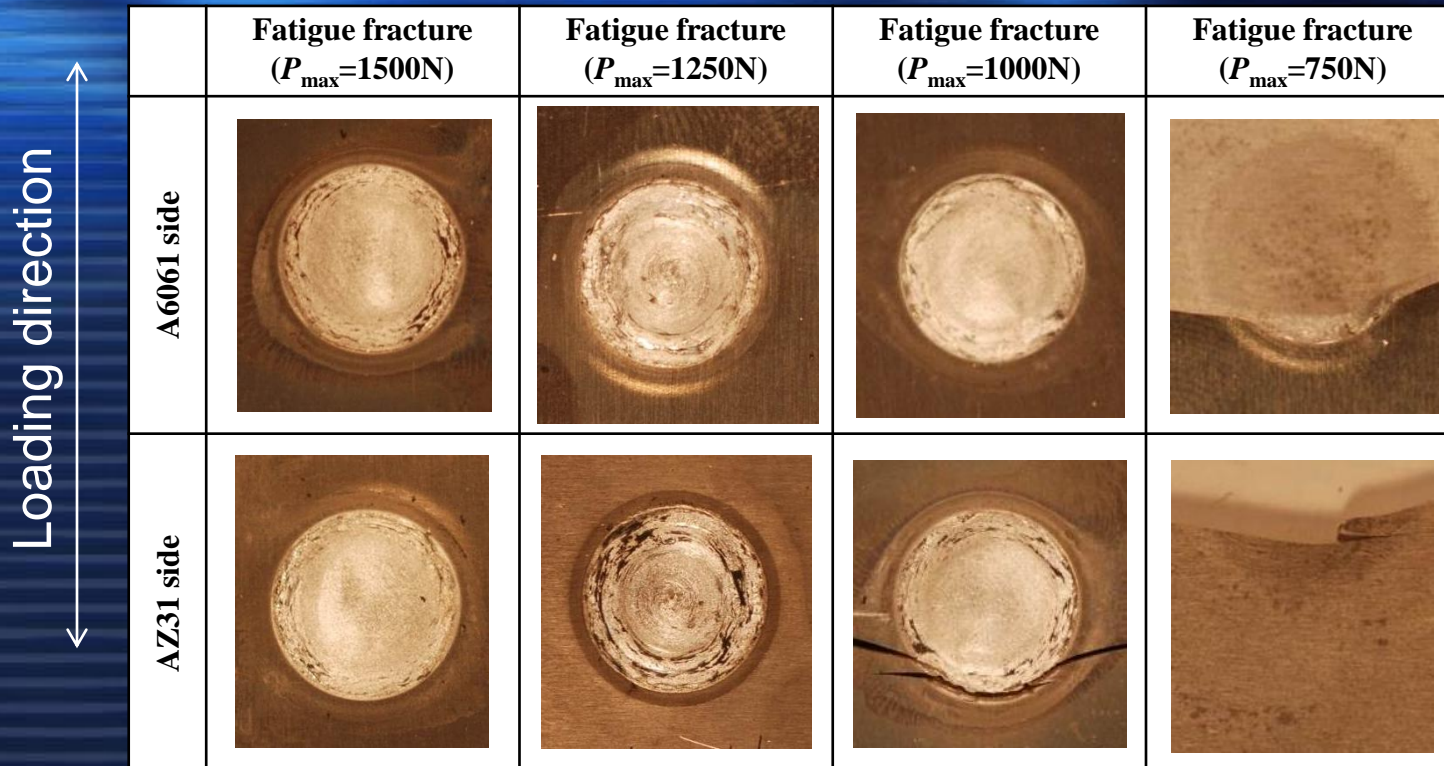 Loading direction
Fatigue fracture
(Pmax=1500N)
Fatigue fracture
(Pmax=1250N)
Fatigue fracture
(Pmax=1000N)
Fatigue fracture
(Pmax=750N)
A6061 side
AZ31 side